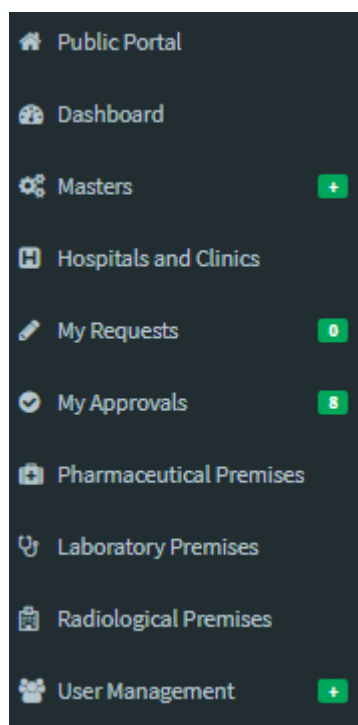 Public Portal
Dashboard
Masters +
Hospitals and Clinics
My Requests 0
My Approvals 8
Pharmaceutical Premises
Laboratory Premises
Radiological Premises
User Management +